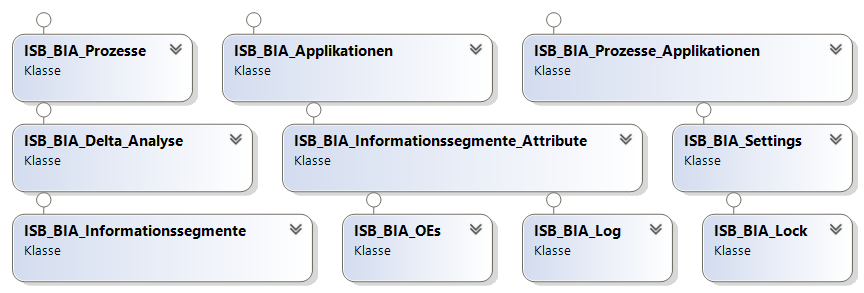 ISB_BIA_Prozesse
Klasse
ISB_BIA_Applikationen
Klasse
ISB_BIA_Prozesse_Applikationen
Klasse
ISB_BIA_Delta_Analyse
Klasse
ISB_BIA_Informationssegmente_Attribute
Klasse
ISB_BIA_Settings
Klasse
ISB_BIA_Informationssegmente
Klasse
ISB_BIA_OEs
Klasse
ISB_BIA_Log
Klasse
ISB_BIA_Lock
Klasse